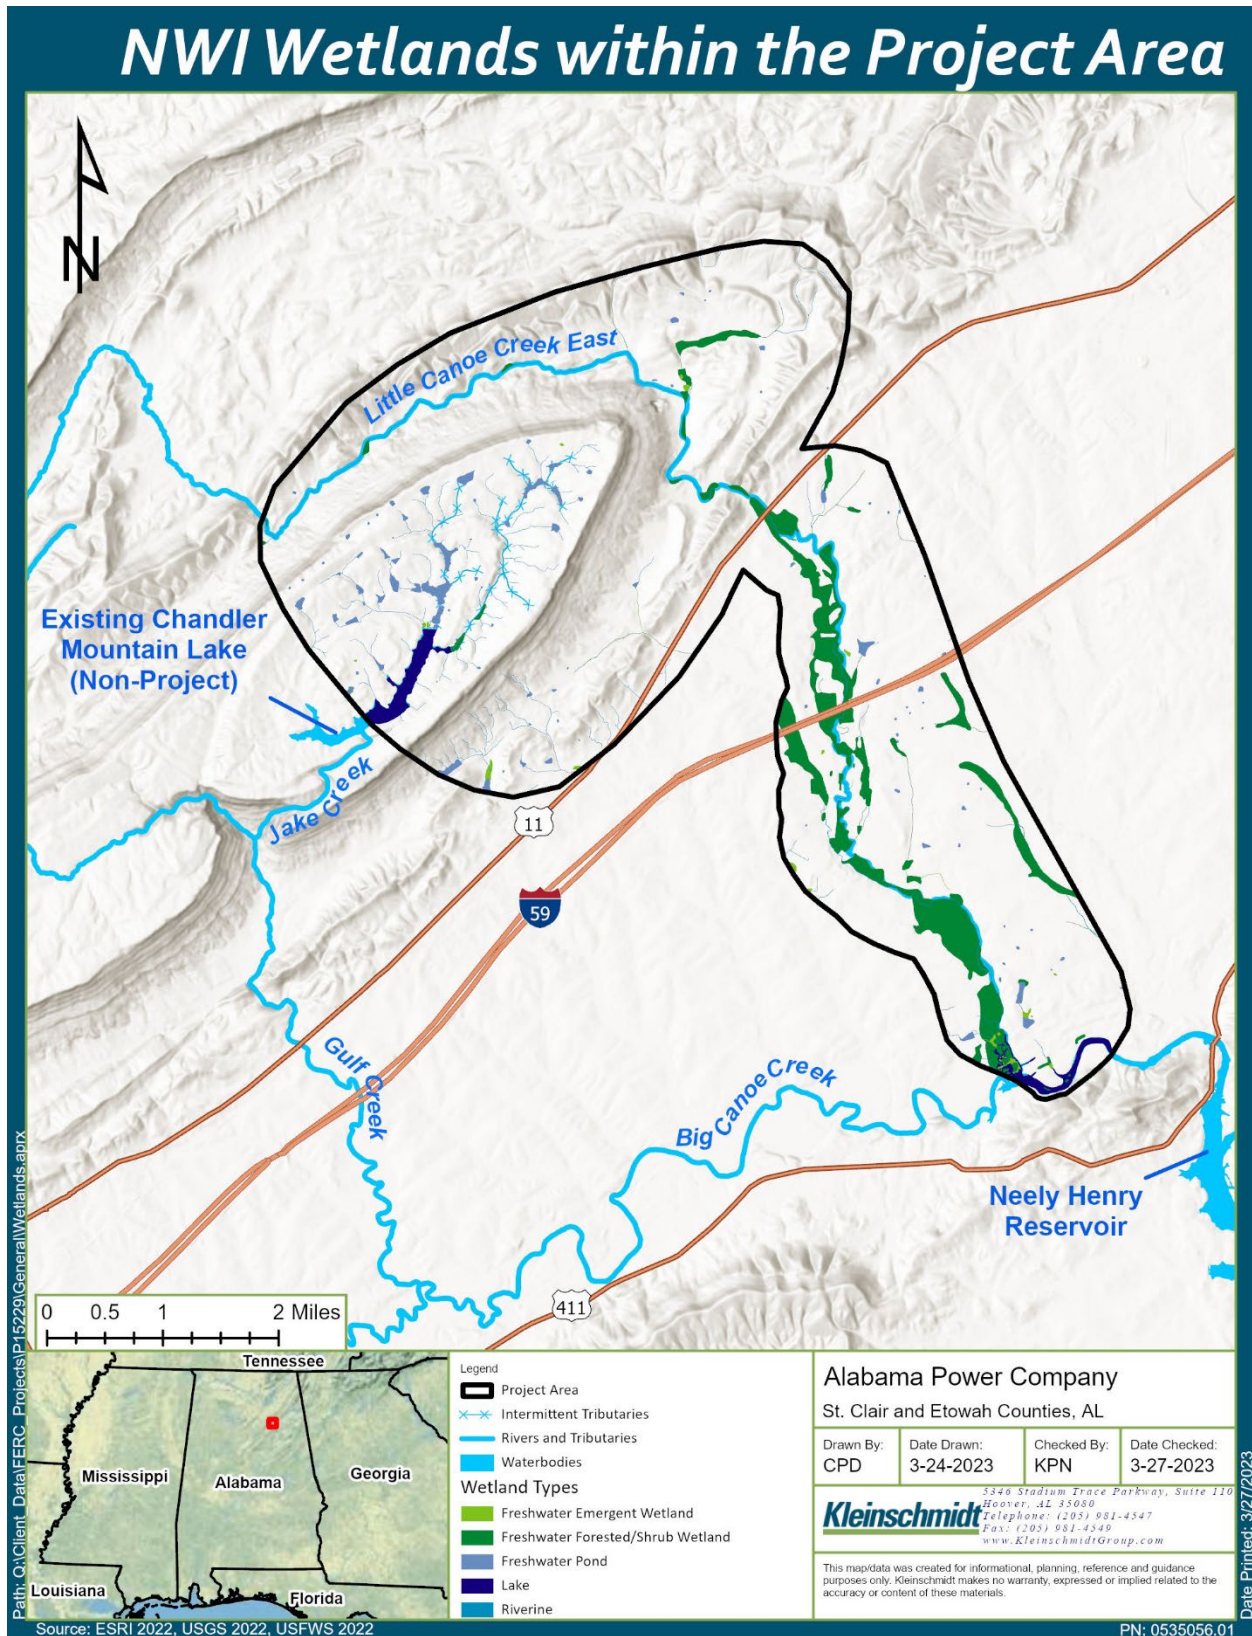 NWI Wetlands within the Project Area
N
Little Canoe Creek East
Existing Chandler
Mountain Lake
(Non-Project)
Jake Creek
11
59
Gulf Creek
Big Canoe Creek
Neely Henry
Reservoir
411
0 0.5 1 2 Miles
Tennessee
Mississippi
Alabama
Georgia
Louisiana
Florida
Legend
Project Area
Intermittent Tributaries
Rivers and Tributaries
Waterbodies
Wetland Types
Freshwater Emergent Wetland
Freshwater Forested/Shrub Wetland
Freshwater Pond
Lake
Riverine
Alabama Power Company
St. Clair and Etowah Counties, AL
Drawn By:
CPD
Date Drawn:
3-24-2023
Checked By:
KPN
Date Checked:
3-27-2023
Kleinschmidt
5346 Stadium Trace Parkway, Suite 110
Hoover, AL 35080
Telephone: (205) 981-4547
Fax: (205) 981-4549
www.KleinschmidtGroup.com
This map/data was created for informational, planning, reference and guidance
purposes only. Kleinschmidt makes no warranty, expressed or implied related to the
accuracy or content of these materials.
Path: Q:\Client_Data\FERC_Projects\P15229\General\Wetlands.aprx
Date Printed: 3/27/2023
Source: ESRI 2022, USGS 2022, USFWS 2022
PN: 0535056.01